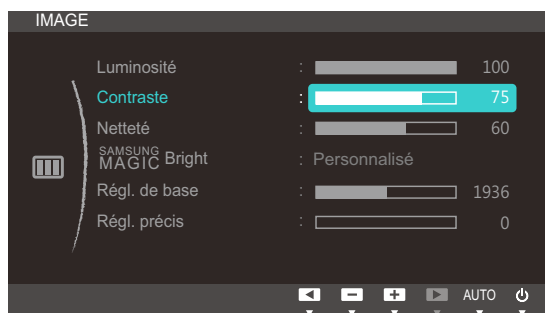 IMAGE
Luminosité : 100
Contraste : 75
Netteté : 60
SAMSUNG MAGIC Bright : Personnalisé
Régl. de base : 1936
Régl. précis : 0
AUTO